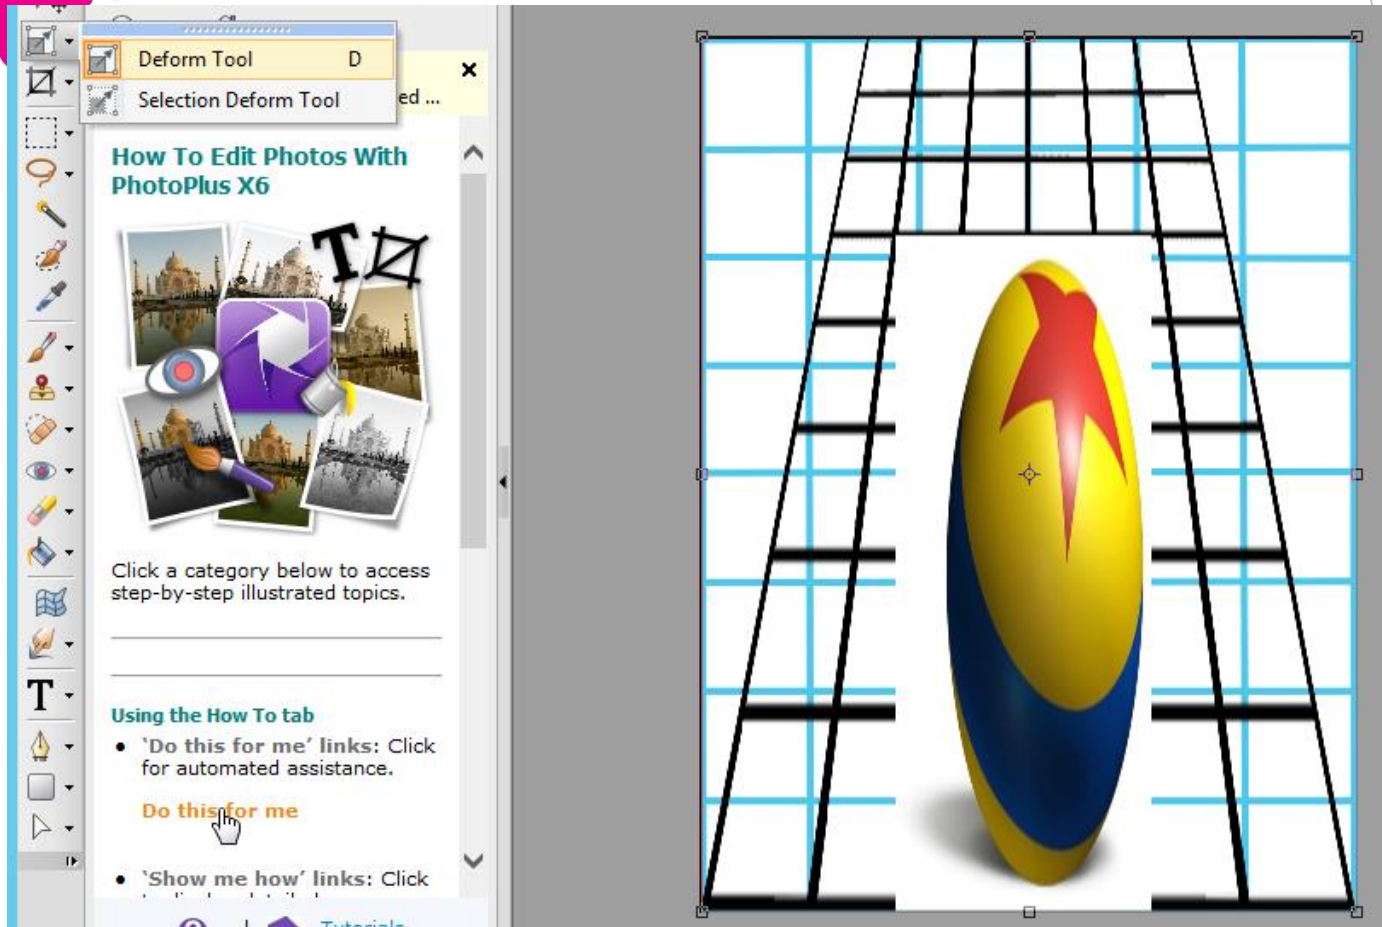 Deform Tool D
Selection Deform Tool
ed ...
How To Edit Photos With
PhotoPlus X6
T
Click a category below to access
step-by-step illustrated topics.
Using the How To tab
• ‘Do this for me’ links: Click
for automated assistance.
Do this for me
• ‘Show me how’ links: Click
T
Tutorials